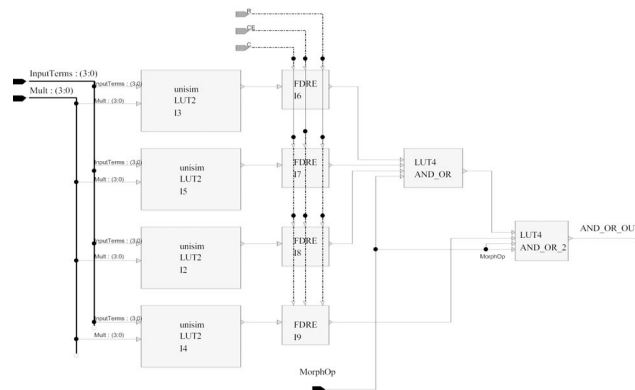 R
CE
C
InputTerms : (3:0)
Mult : (3:0)
InputTerms : (3:0)
Mult : (3:0)
unisim
LUT2
I3
FDRE
I6
InputTerms : (3:0)
Mult : (3:0)
unisim
LUT2
I5
FDRE
I7
LUT4
AND_OR
InputTerms : (3:0)
Mult : (3:0)
unisim
LUT2
I2
FDRE
I8
LUT4
AND_OR_2
AND_OR_OU
MorphOp
InputTerms : (3:0)
Mult : (3:0)
unisim
LUT2
I4
FDRE
I9
MorphOp